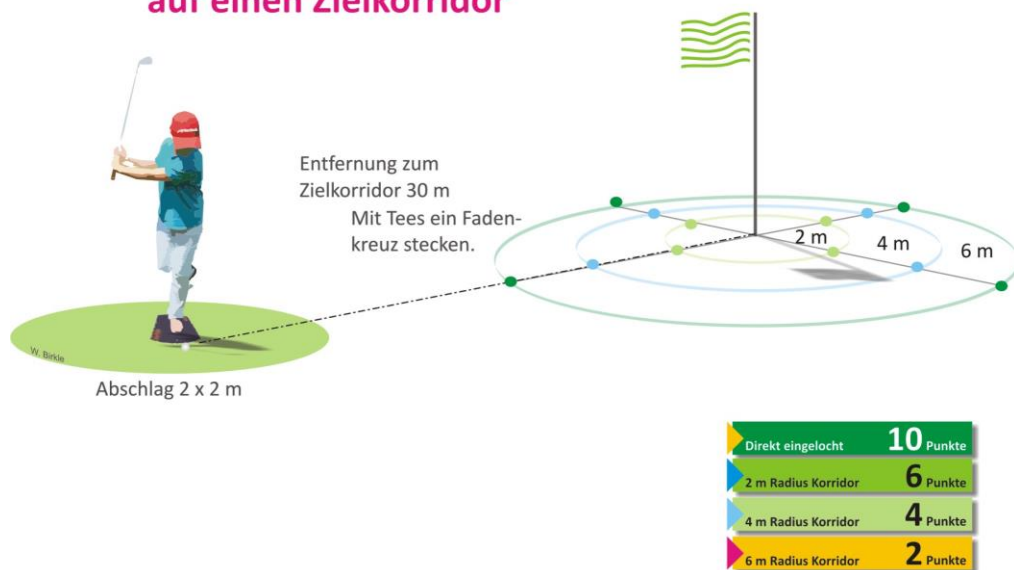 auf einen Zielkorridor
Entfernung zum
Zielkorridor 30 m
Mit Tees ein Faden-
kreuz stecken.
2 m
4 m
6 m
W. Birkle
Abschlag 2 x 2 m
Direkt eingelocht 10 Punkte
2 m Radius Korridor 6 Punkte
4 m Radius Korridor 4 Punkte
6 m Radius Korridor 2 Punkte